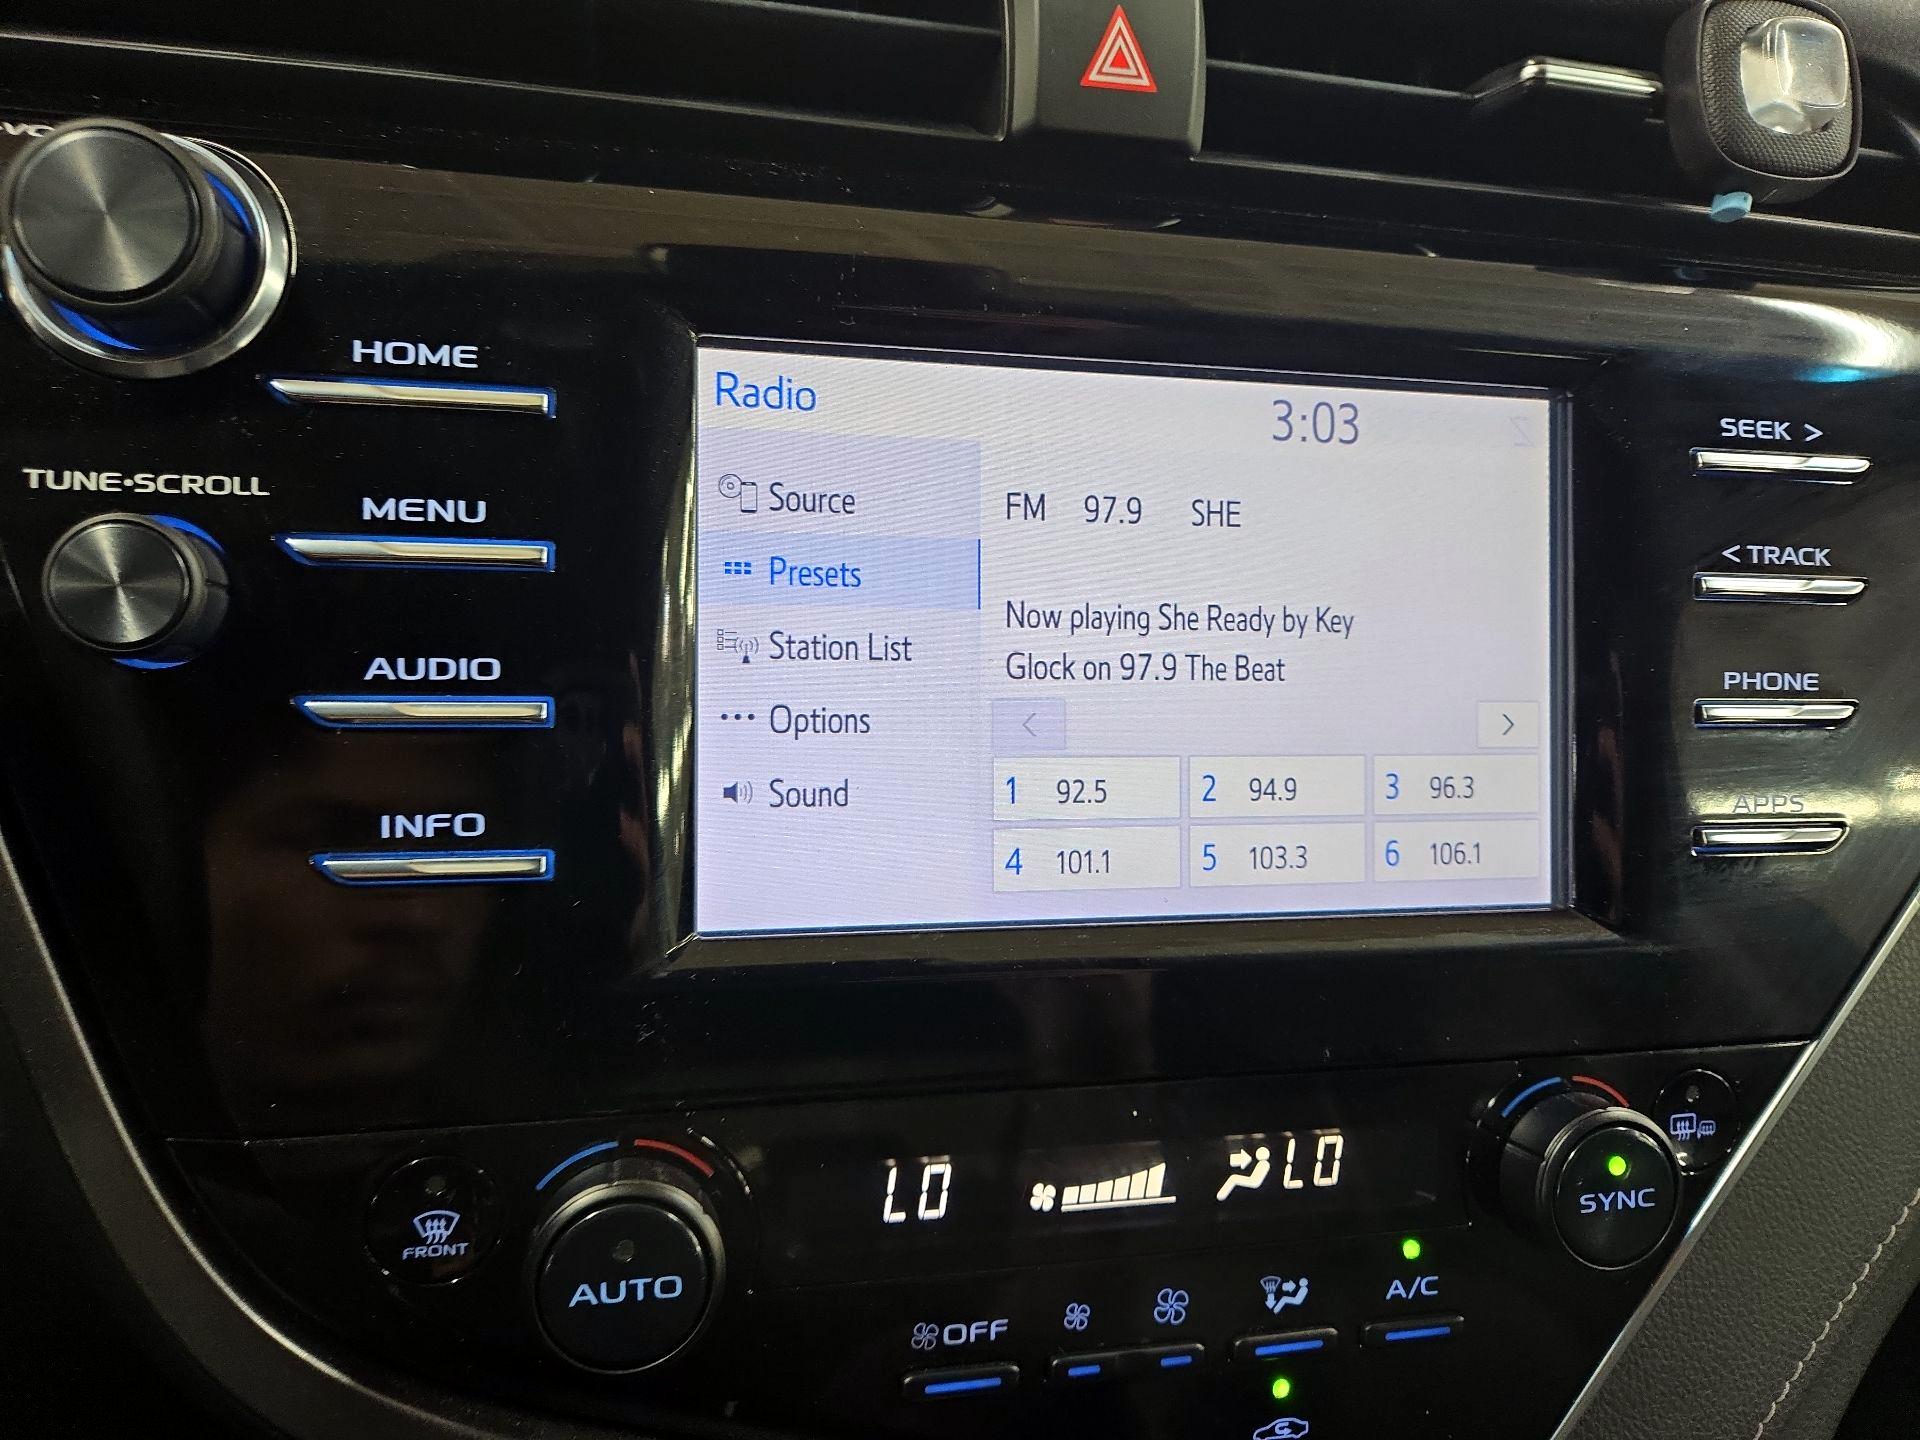 HOME
TUNE•SCROLL
MENU
AUDIO
INFO
Radio
3:03
Source
Presets
Station List
Options
Sound
FM 97.9 SHE
Now playing She Ready by Key
Glock on 97.9 The Beat
<
>
1 92.5
2 94.9
3 96.3
4 101.1
5 103.3
6 106.1
SEEK >
< TRACK
PHONE
APPS
FRONT
AUTO
LO
LO
SYNC
OFF
A/C